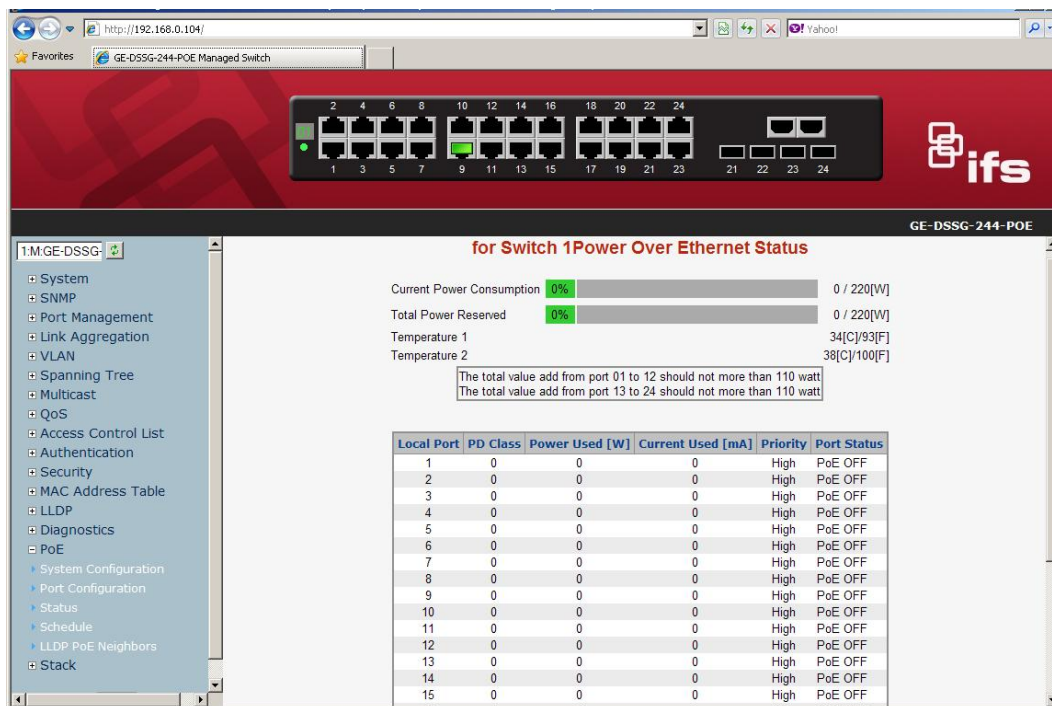 http://192.168.0.104/
Yahoo!
Favorites
GE-DSSG-244-POE Managed Switch
2 4 6 8 10 12 14 16 18 20 22 24
1 3 5 7 9 11 13 15 17 19 21 23 21 22 23 24
ifs
GE-DSSG-244-POE
1:M:GE-DSSG-
System
SNMP
Port Management
Link Aggregation
VLAN
Spanning Tree
Multicast
QoS
Access Control List
Authentication
Security
MAC Address Table
LLDP
Diagnostics
PoE
System Configuration
Port Configuration
Status
Schedule
LLDP PoE Neighbors
Stack
for Switch 1Power Over Ethernet Status
Current Power Consumption 0% 0 / 220[W]
Total Power Reserved 0% 0 / 220[W]
Temperature 1 34[C]/93[F]
Temperature 2 38[C]/100[F]
The total value add from port 01 to 12 should not more than 110 watt
The total value add from port 13 to 24 should not more than 110 watt
Local Port PD Class Power Used [W] Current Used [mA] Priority Port Status
1 0 0 0 High PoE OFF
2 0 0 0 High PoE OFF
3 0 0 0 High PoE OFF
4 0 0 0 High PoE OFF
5 0 0 0 High PoE OFF
6 0 0 0 High PoE OFF
7 0 0 0 High PoE OFF
8 0 0 0 High PoE OFF
9 0 0 0 High PoE OFF
10 0 0 0 High PoE OFF
11 0 0 0 High PoE OFF
12 0 0 0 High PoE OFF
13 0 0 0 High PoE OFF
14 0 0 0 High PoE OFF
15 0 0 0 High PoE OFF